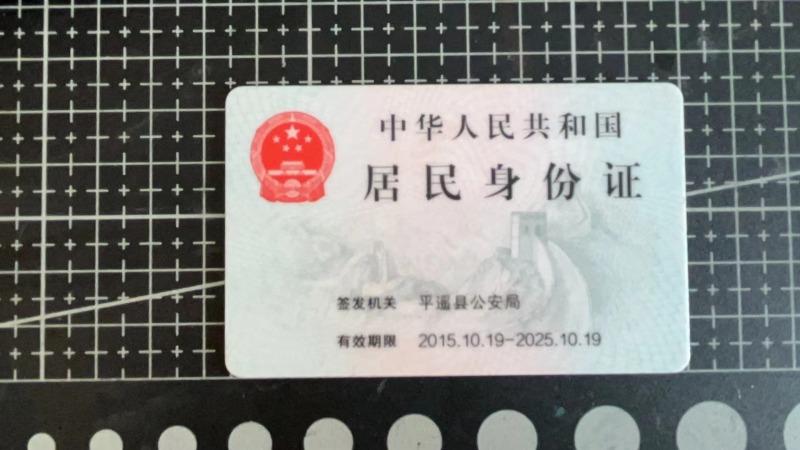 中华人民共和国
居民身份证
签发机关 平遥县公安局
有效期限 2015.10.19-2025.10.19